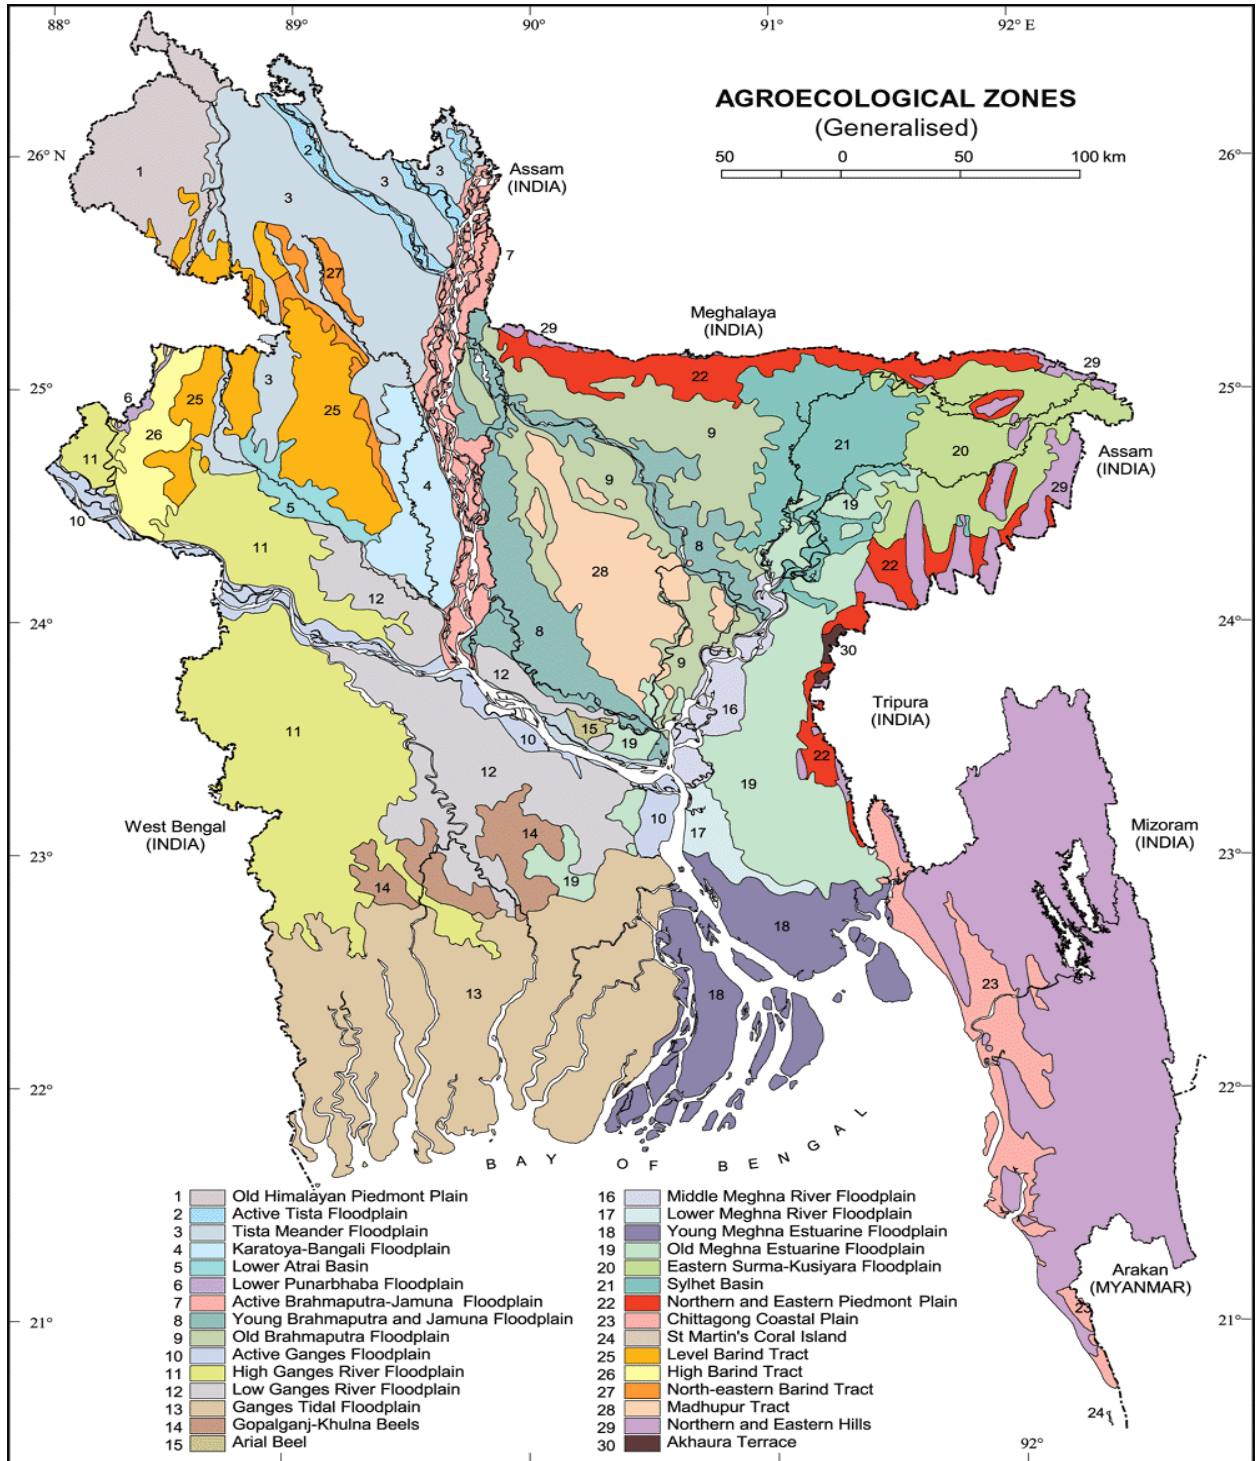 88° 89° 90° 91° 92° E
AGROECOLOGICAL ZONES
(Generalised)
50 0 50 100 km
26° N
26°
Assam
(INDIA)
1
2
3
3
3
7
27
Meghalaya
(INDIA)
29
22
29
25°
25°
6
25
3
25
26
11
10
5
4
9
9
21
20
19
29
Assam
(INDIA)
11
12
28
8
22
24°
24°
8
9
30
12
16
Tripura
(INDIA)
11
15
19
10
22
12
19
10
17
14
West Bengal
(INDIA)
Mizoram
(INDIA)
23°
23°
14
19
18
13
18
23
22°
22°
BAY OF BENGAL
Arakan
(MYANMAR)
23
21°
21°
24
92°
1 Old Himalayan Piedmont Plain
2 Active Tista Floodplain
3 Tista Meander Floodplain
4 Karatoya-Bangali Floodplain
5 Lower Atrai Basin
6 Lower Punarbhaba Floodplain
7 Active Brahmaputra-Jamuna Floodplain
8 Young Brahmaputra and Jamuna Floodplain
9 Old Brahmaputra Floodplain
10 Active Ganges Floodplain
11 High Ganges River Floodplain
12 Low Ganges River Floodplain
13 Ganges Tidal Floodplain
14 Gopalganj-Khulna Beels
15 Arial Beel
16 Middle Meghna River Floodplain
17 Lower Meghna River Floodplain
18 Young Meghna Estuarine Floodplain
19 Old Meghna Estuarine Floodplain
20 Eastern Surma-Kusiyara Floodplain
21 Sylhet Basin
22 Northern and Eastern Piedmont Plain
23 Chittagong Coastal Plain
24 St Martin's Coral Island
25 Level Barind Tract
26 High Barind Tract
27 North-eastern Barind Tract
28 Madhupur Tract
29 Northern and Eastern Hills
30 Akhaura Terrace